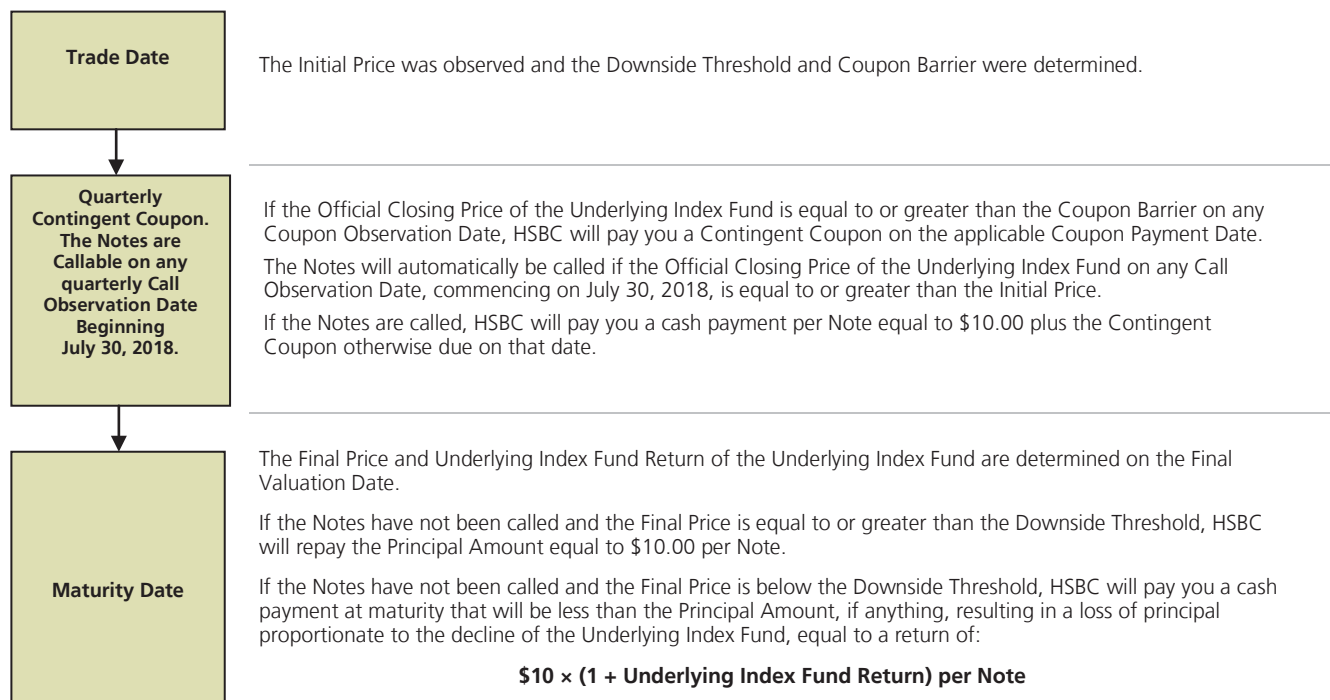 Trade Date
The Initial Price was observed and the Downside Threshold and Coupon Barrier were determined.
Quarterly
Contingent Coupon.
The Notes are
Callable on any
quarterly Call
Observation Date
Beginning
July 30, 2018.
If the Official Closing Price of the Underlying Index Fund is equal to or greater than the Coupon Barrier on any
Coupon Observation Date, HSBC will pay you a Contingent Coupon on the applicable Coupon Payment Date.
The Notes will automatically be called if the Official Closing Price of the Underlying Index Fund on any Call
Observation Date, commencing on July 30, 2018, is equal to or greater than the Initial Price.
If the Notes are called, HSBC will pay you a cash payment per Note equal to $10.00 plus the Contingent
Coupon otherwise due on that date.
Maturity Date
The Final Price and Underlying Index Fund Return of the Underlying Index Fund are determined on the Final
Valuation Date.
If the Notes have not been called and the Final Price is equal to or greater than the Downside Threshold, HSBC
will repay the Principal Amount equal to $10.00 per Note.
If the Notes have not been called and the Final Price is below the Downside Threshold, HSBC will pay you a cash
payment at maturity that will be less than the Principal Amount, if anything, resulting in a loss of principal
proportionate to the decline of the Underlying Index Fund, equal to a return of:
$10 × (1 + Underlying Index Fund Return) per Note